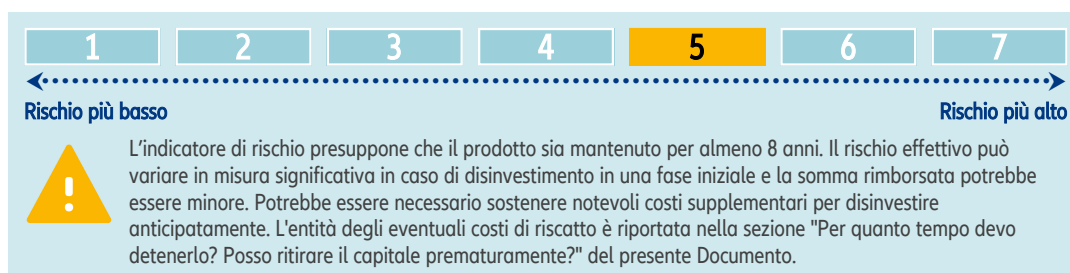 1 2 3 4 5 6 7
Rischio più basso Rischio più alto
L'indicatore di rischio presuppone che il prodotto sia mantenuto per almeno 8 anni. Il rischio effettivo può
variare in misura significativa in caso di disinvestimento in una fase iniziale e la somma rimborsata potrebbe
essere minore. Potrebbe essere necessario sostenere notevoli costi supplementari per disinvestire
anticipatamente. L'entità degli eventuali costi di riscatto è riportata nella sezione "Per quanto tempo devo
detenerlo? Posso ritirare il capitale prematuramente?" del presente Documento.